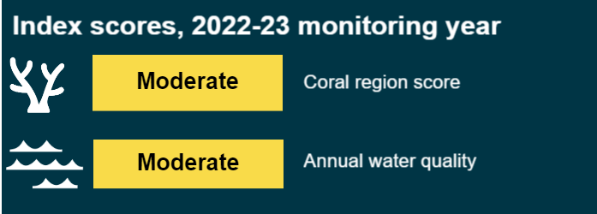 Index scores, 2022-23 monitoring year
Moderate Coral region score
Moderate Annual water quality